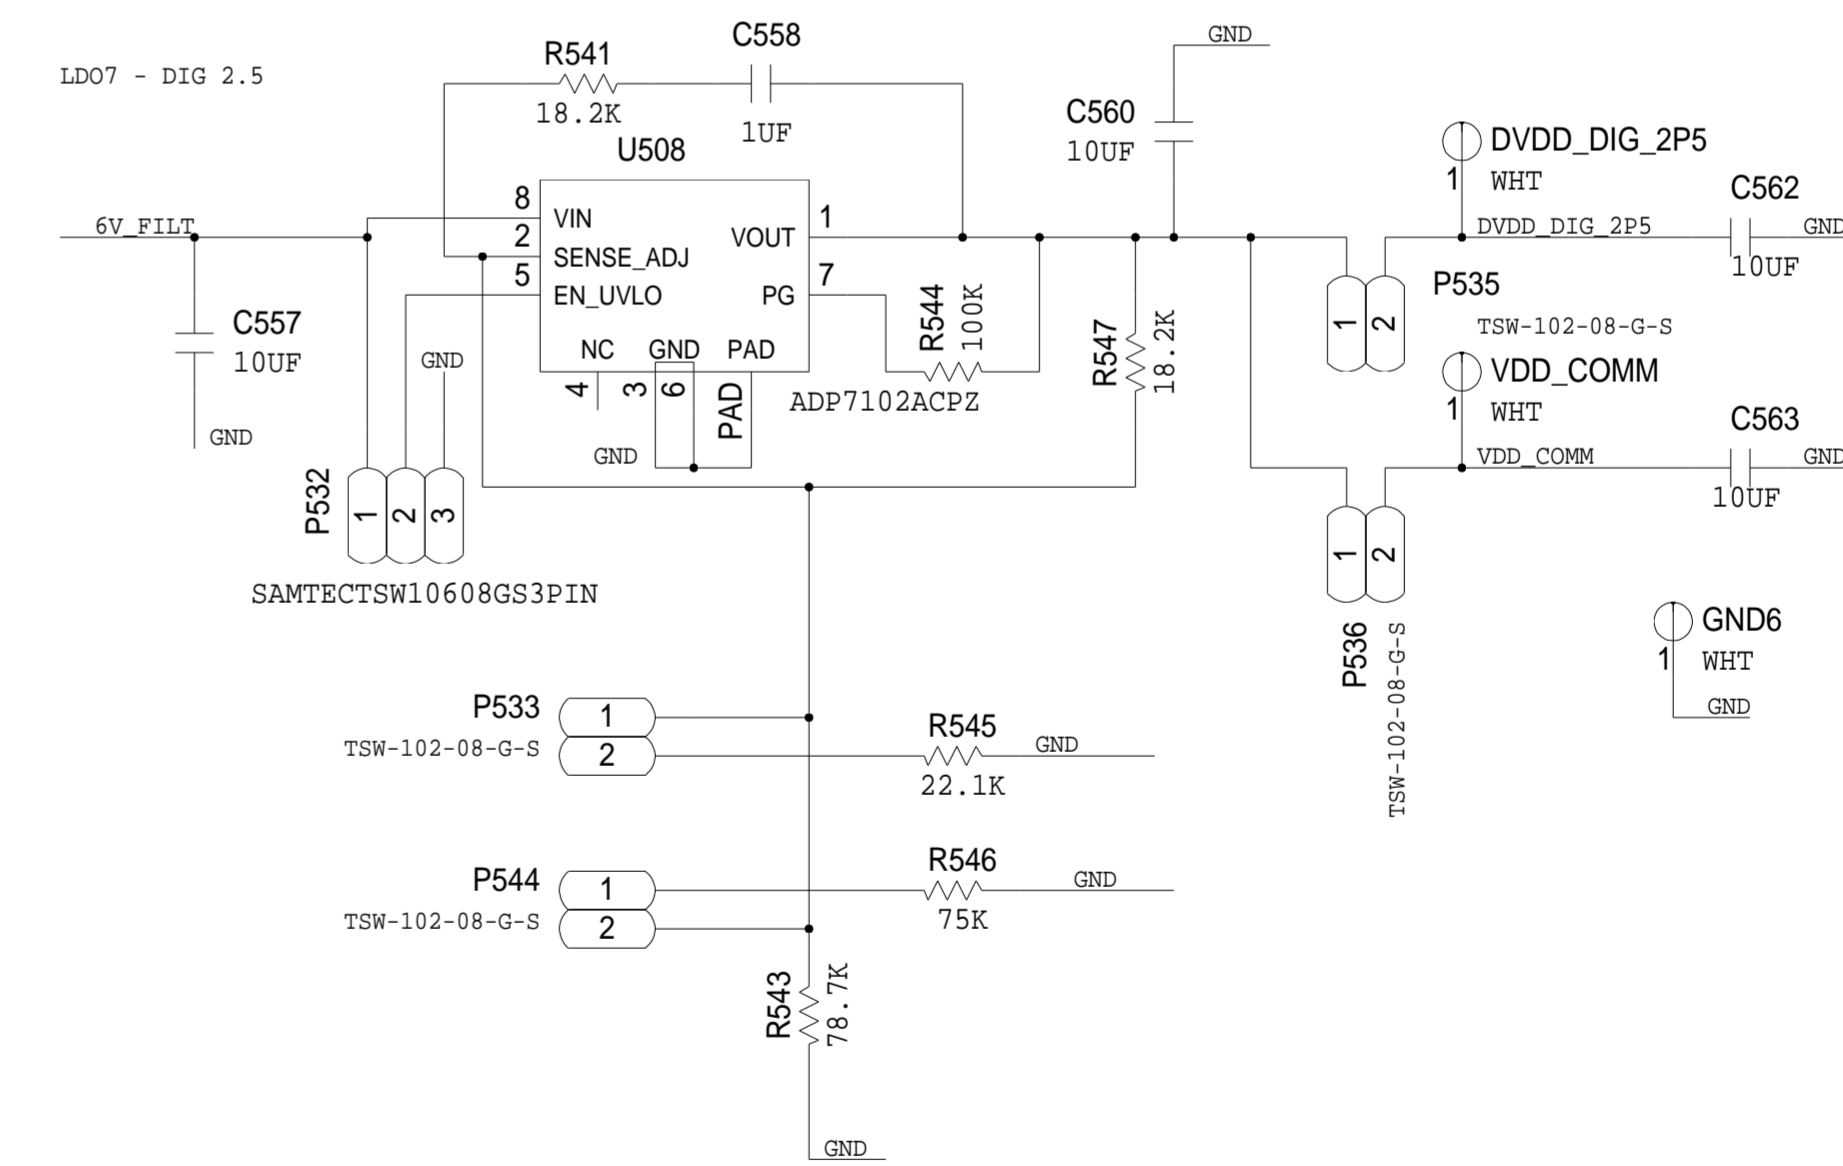 LDO7 - DIG 2.5
R541
18.2K
C558
1UF
U508
GND
C560
10UF
6V_FILT
8
2
5
VIN
SENSE_ADJ
EN_UVLO
VOUT
PG
1
7
NC
GND
PAD
4
3
6
PAD
GND
ADP7102ACPZ
C557
10UF
GND
GND
P532
1
2
3
SAMTECTSW10608GS3PIN
R544
100K
R547
18.2K
DVDD_DIG_2P5
1
WHT
DVDD_DIG_2P5
C562
10UF
GND
1
2
P535
TSW-102-08-G-S
VDD_COMM
1
WHT
VDD_COMM
C563
10UF
GND
1
2
P536
TSW-102-08-G-S
GND6
1
WHT
GND
P533
TSW-102-08-G-S
1
2
R545
22.1K
GND
P544
TSW-102-08-G-S
1
2
R546
75K
GND
R543
78.7K
GND